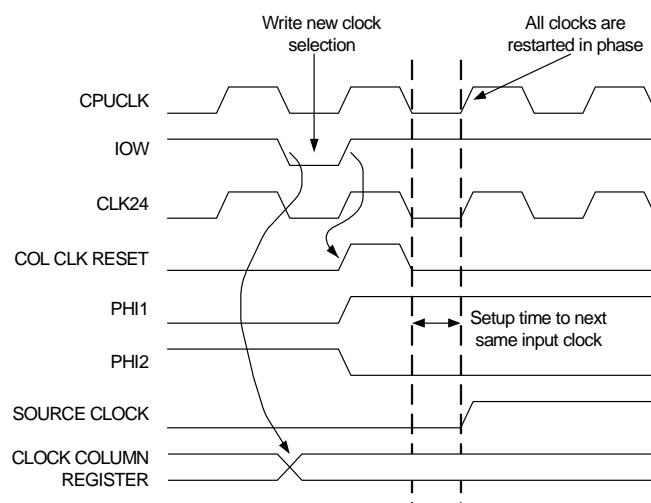 Write new clock
selection
All clocks are
restarted in phase
CPUCLK
IOW
CLK24
COL CLK RESET
PHI1
Setup time to next
same input clock
PHI2
SOURCE CLOCK
CLOCK COLUMN
REGISTER